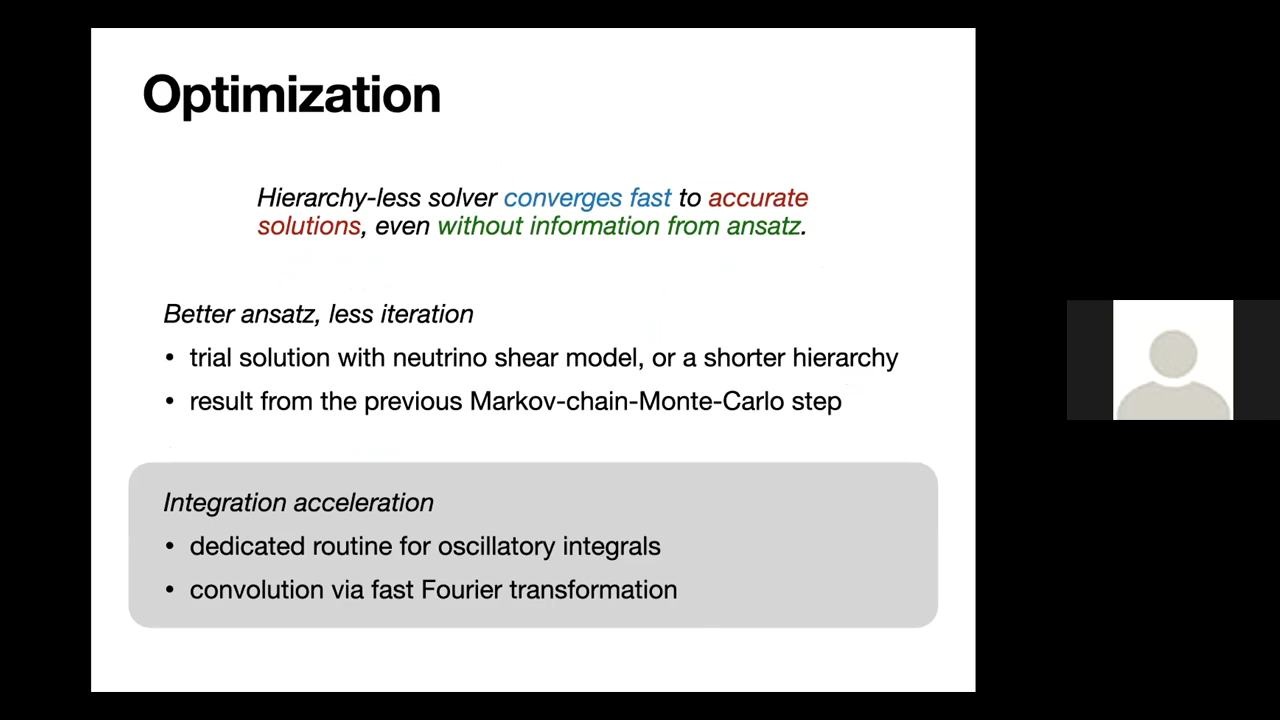 Optimization
Hierarchy-less solver converges fast to accurate
solutions, even without information from ansatz.
Better ansatz, less iteration
• trial solution with neutrino shear model, or a shorter hierarchy
• result from the previous Markov-chain-Monte-Carlo step
Integration acceleration
• dedicated routine for oscillatory integrals
• convolution via fast Fourier transformation